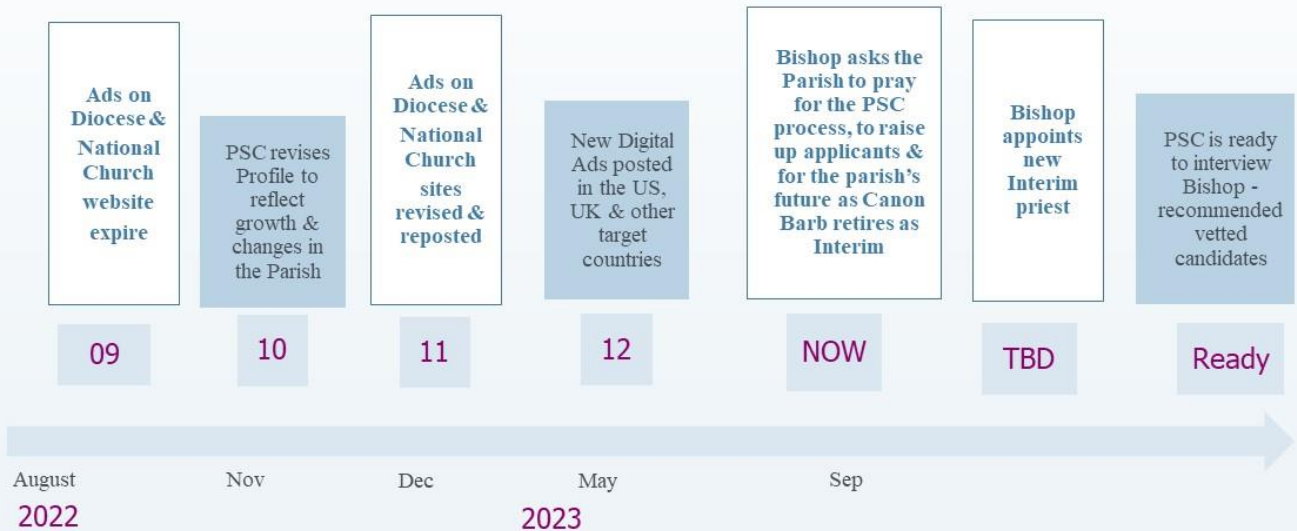 Ads on
Diocese &
National
Church
website
expire
PSC revises
Profile to
reflect
growth &
changes in
the Parish
Ads on
Diocese &
National
Church
sites
revised &
reposted
New Digital
Ads posted
in the US,
UK & other
target
countries
Bishop asks the
Parish to pray
for the PSC
process, to raise
up applicants &
for the parish's
future as Canon
Barb retires as
Interim
Bishop
appoints
new
Interim
priest
PSC is ready
to interview
Bishop -
recommended
vetted
candidates
09
10
11
12
NOW
TBD
Ready
August
Nov
Dec
May
Sep
2022
2023